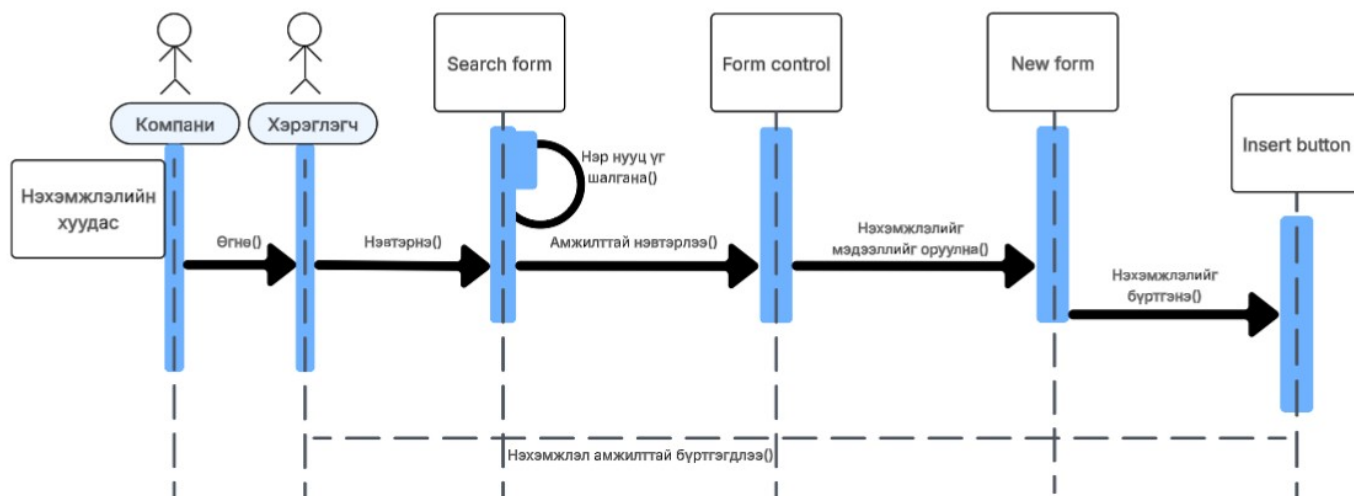 Search form
Form control
New form
Компани
Хэрэглэгч
Insert button
Нэхэмжлэлийн
хуудас
Нэр нууц үг
шалгана()
Өгнө()
Нэвтэрнэ()
Амжилттай нэвтэрлээ()
Нэхэмжлэлийг
мэдээллийг оруулна()
Нэхэмжлэлийг
бүртгэнэ()
Нэхэмжлэл амжилттай бүртгэгдлээ()